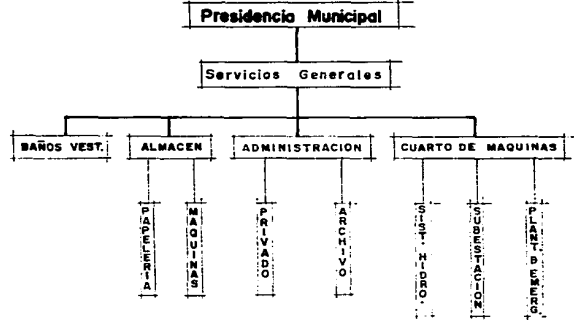 Presidencia Municipal
Servicios Generales
BAÑOS VEST.
ALMACEN
ADMINISTRACION
CUARTO DE MAQUINAS
PAPELERIA
MAQUINAS
PRIVADO
ARCHIVO
SIST. HIDRO.
SUBESTACION
PLANT. D EMERG.